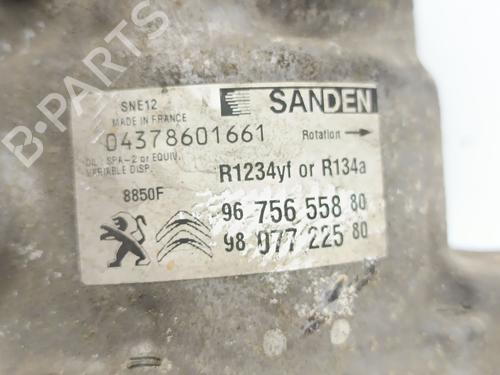 SNE12
MADE IN FRANCE
SANDEN
04378601661
Rotation
OIL : SPA-2 or EQUIV.
VARIABLE DISP.
R1234yf or R134a
8850F
96 756 558 80
98 077 225 80
B-PARTS